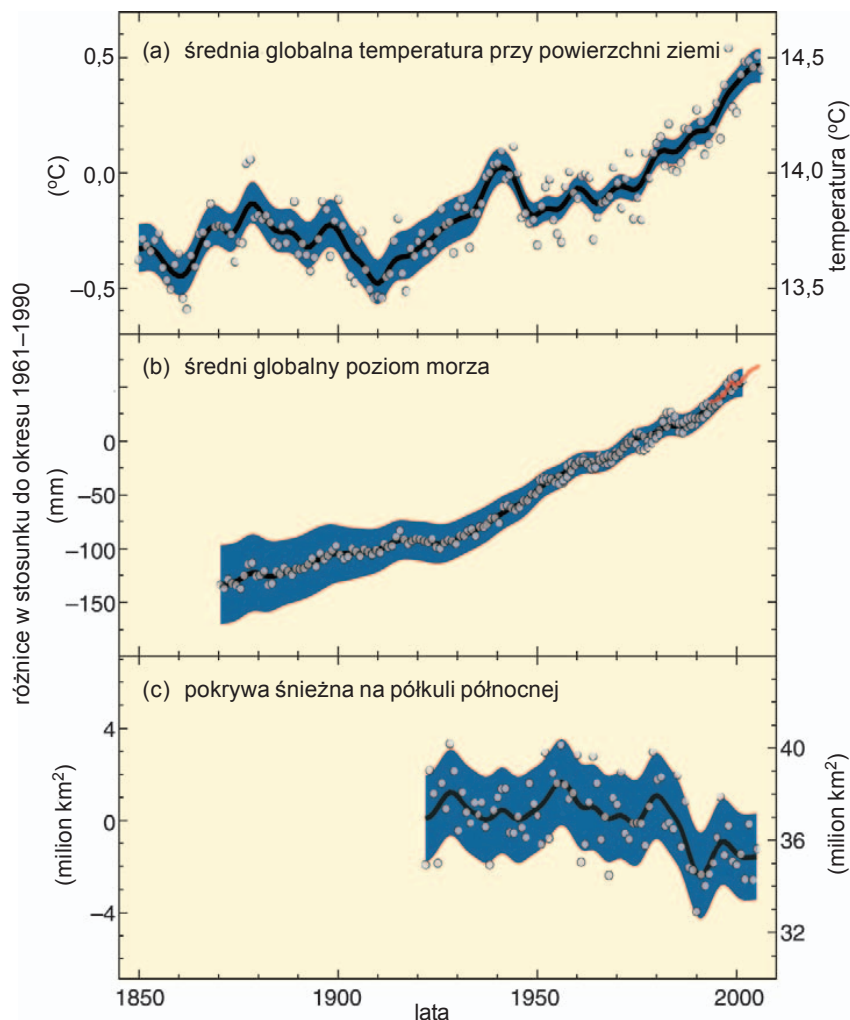 różnice w stosunku do okresu 1961–1990
(a) średnia globalna temperatura przy powierzchni ziemi
(ºC)
0,5
0,0
–0,5
14,5
14,0
13,5
temperatura (ºC)
(b) średni globalny poziom morza
(mm)
0
–50
–100
–150
(c) pokrywa śnieżna na półkuli północnej
(milion km²)
4
0
–4
40
36
32
(milion km²)
1850 1900 1950 2000
lata